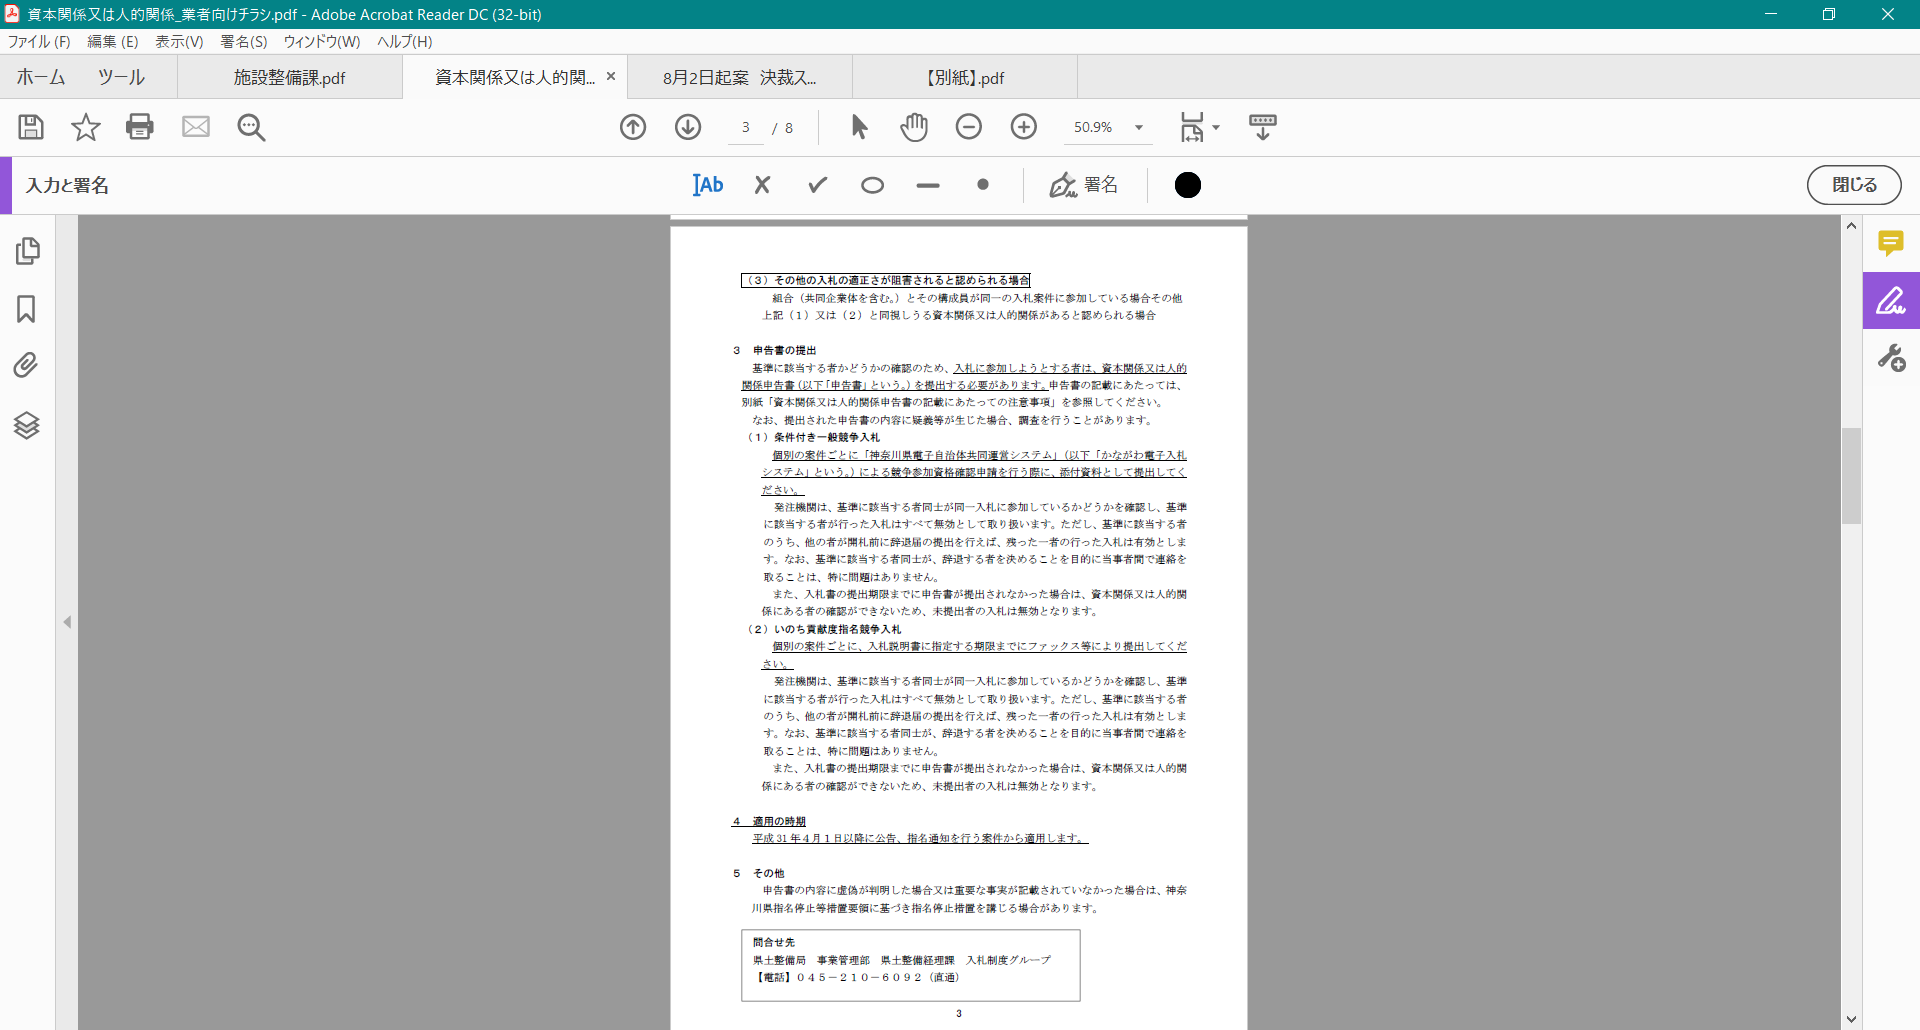 資本関係又は人的関係_業者向けチラシ.pdf - Adobe Acrobat Reader DC (32-bit)
ファイル(F) 編集(E) 表示(V) 署名(S) ウィンドウ(W) ヘルプ(H)
ホーム ツール 施設整備課.pdf 資本関係又は人的関... × 8月2日起案 決裁ス... 【別紙】.pdf
3 / 8 50.9%
入力と署名 Ab 署名 閉じる
（３）その他の入札の適正さが阻害されると認められる場合
組合（共同企業体を含む。）とその構成員が同一の入札案件に参加している場合その他
上記（１）又は（２）と同視しうる資本関係又は人的関係があると認められる場合
３ 申告書の提出
基準に該当する者かどうかの確認のため、入札に参加しようとする者は、資本関係又は人的
関係申告書（以下「申告書」という。）を提出する必要があります。申告書の記載にあたっては、
別紙「資本関係又は人的関係申告書の記載にあたっての注意事項」を参照してください。
なお、提出された申告書の内容に疑義等が生じた場合、調査を行うことがあります。
（１）条件付き一般競争入札
個別の案件ごとに「神奈川県電子自治体共同運営システム」（以下「かながわ電子入札
システム」という。）による競争参加資格確認申請を行う際に、添付資料として提出してく
ださい。
発注機関は、基準に該当する者同士が同一入札に参加しているかどうかを確認し、基準
に該当する者が行った入札はすべて無効として取り扱います。ただし、基準に該当する者
のうち、他の者が開札前に辞退届の提出を行えば、残った一者の行った入札は有効としま
す。なお、基準に該当する者同士が、辞退する者を決めることを目的に当事者間で連絡を
取ることは、特に問題はありません。
また、入札書の提出期限までに申告書が提出されなかった場合は、資本関係又は人的関
係にある者の確認ができないため、未提出者の入札は無効となります。
（２）いのち貢献度指名競争入札
個別の案件ごとに、入札説明書に指定する期限までにファックス等により提出してくだ
さい。
発注機関は、基準に該当する者同士が同一入札に参加しているかどうかを確認し、基準
に該当する者が行った入札はすべて無効として取り扱います。ただし、基準に該当する者
のうち、他の者が開札前に辞退届の提出を行えば、残った一者の行った入札は有効としま
す。なお、基準に該当する者同士が、辞退する者を決めることを目的に当事者間で連絡を
取ることは、特に問題はありません。
また、入札書の提出期限までに申告書が提出されなかった場合は、資本関係又は人的関
係にある者の確認ができないため、未提出者の入札は無効となります。
４ 適用の時期
平成 31 年４月１日以降に公告、指名通知を行う案件から適用します。
５ その他
申告書の内容に虚偽が判明した場合又は重要な事実が記載されていなかった場合は、神奈
川県指名停止等措置要領に基づき指名停止措置を講じる場合があります。
問合せ先
県土整備局 事業管理部 県土整備経理課 入札制度グループ
【電話】０４５－２１０－６０９２（直通）
3